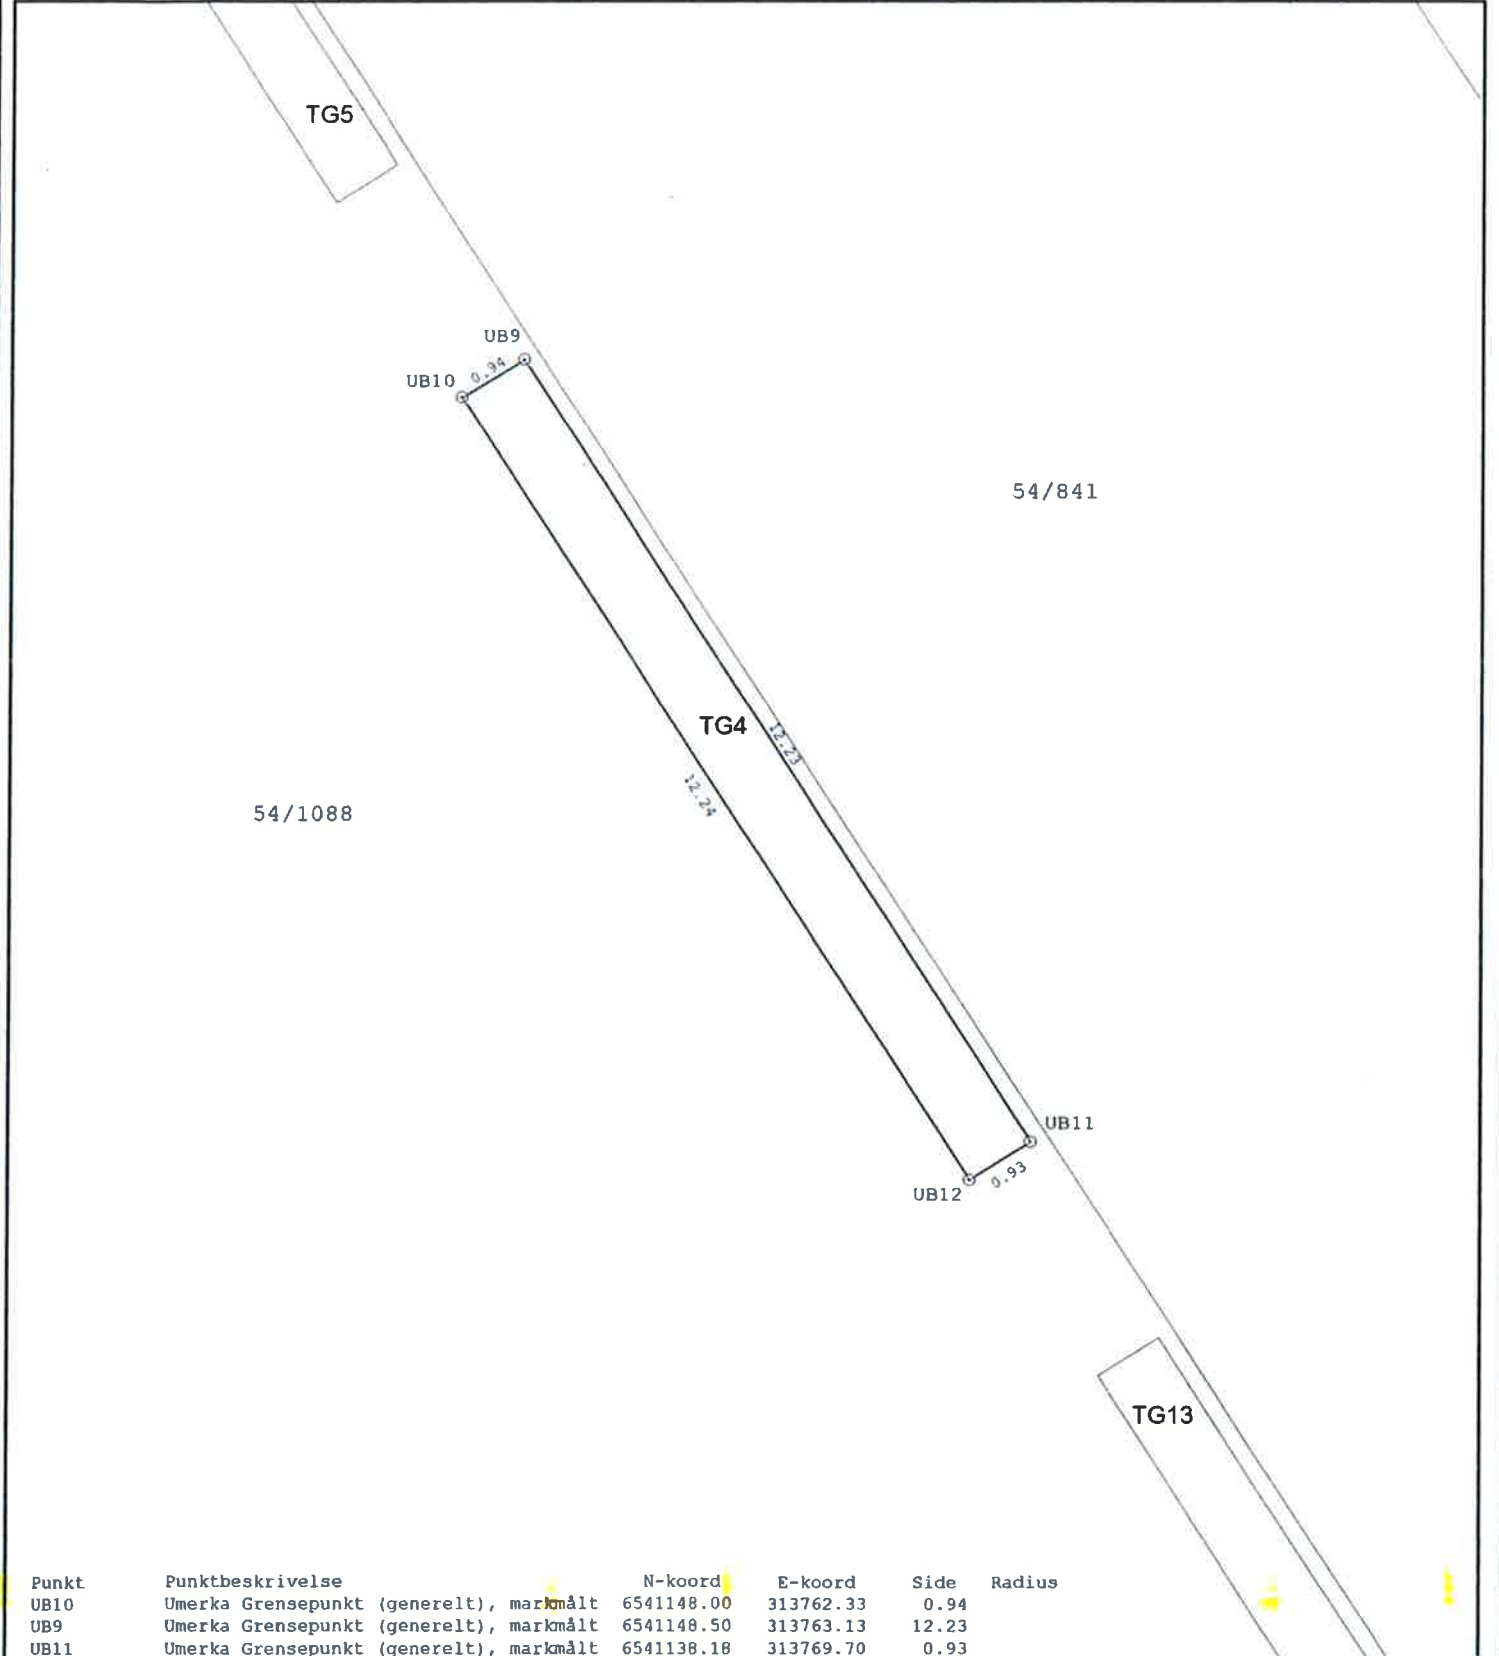 TG5
UB9
0.94
UB10
54/841
TG4
12.23
12.24
54/1088
UB11
0.93
UB12
TG13
Punkt Punktbeskrivelse N-koord E-koord Side Radius
UB10 Umerka Grensepunkt (generelt), markmålt 6541148.00 313762.33 0.94
UB9 Umerka Grensepunkt (generelt), markmålt 6541148.50 313763.13 12.23
UB11 Umerka Grensepunkt (generelt), markmålt 6541138.18 313769.70 0.93